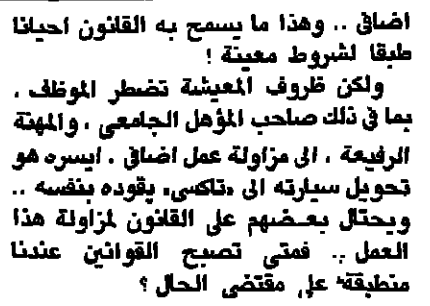 اضافى .. وهذا ما يسمح به القانون احيانا
طبقا لشروط معينة !
ولكن ظروف المعيشة تضطر الموظف ،
بما فى ذلك صاحب المؤهل الجامعى ، والمهنة
الرفيعة ، الى مزاولة عمل اضافى . ايسره هو
تحويل سيارته الى «تاكسى» يقوده بنفسه ..
ويحتال بعضهم على القانون لمزاولة هذا
العمل .. فمتى تصبح القوانين عندنا
منطبقة على مقتضى الحال ؟